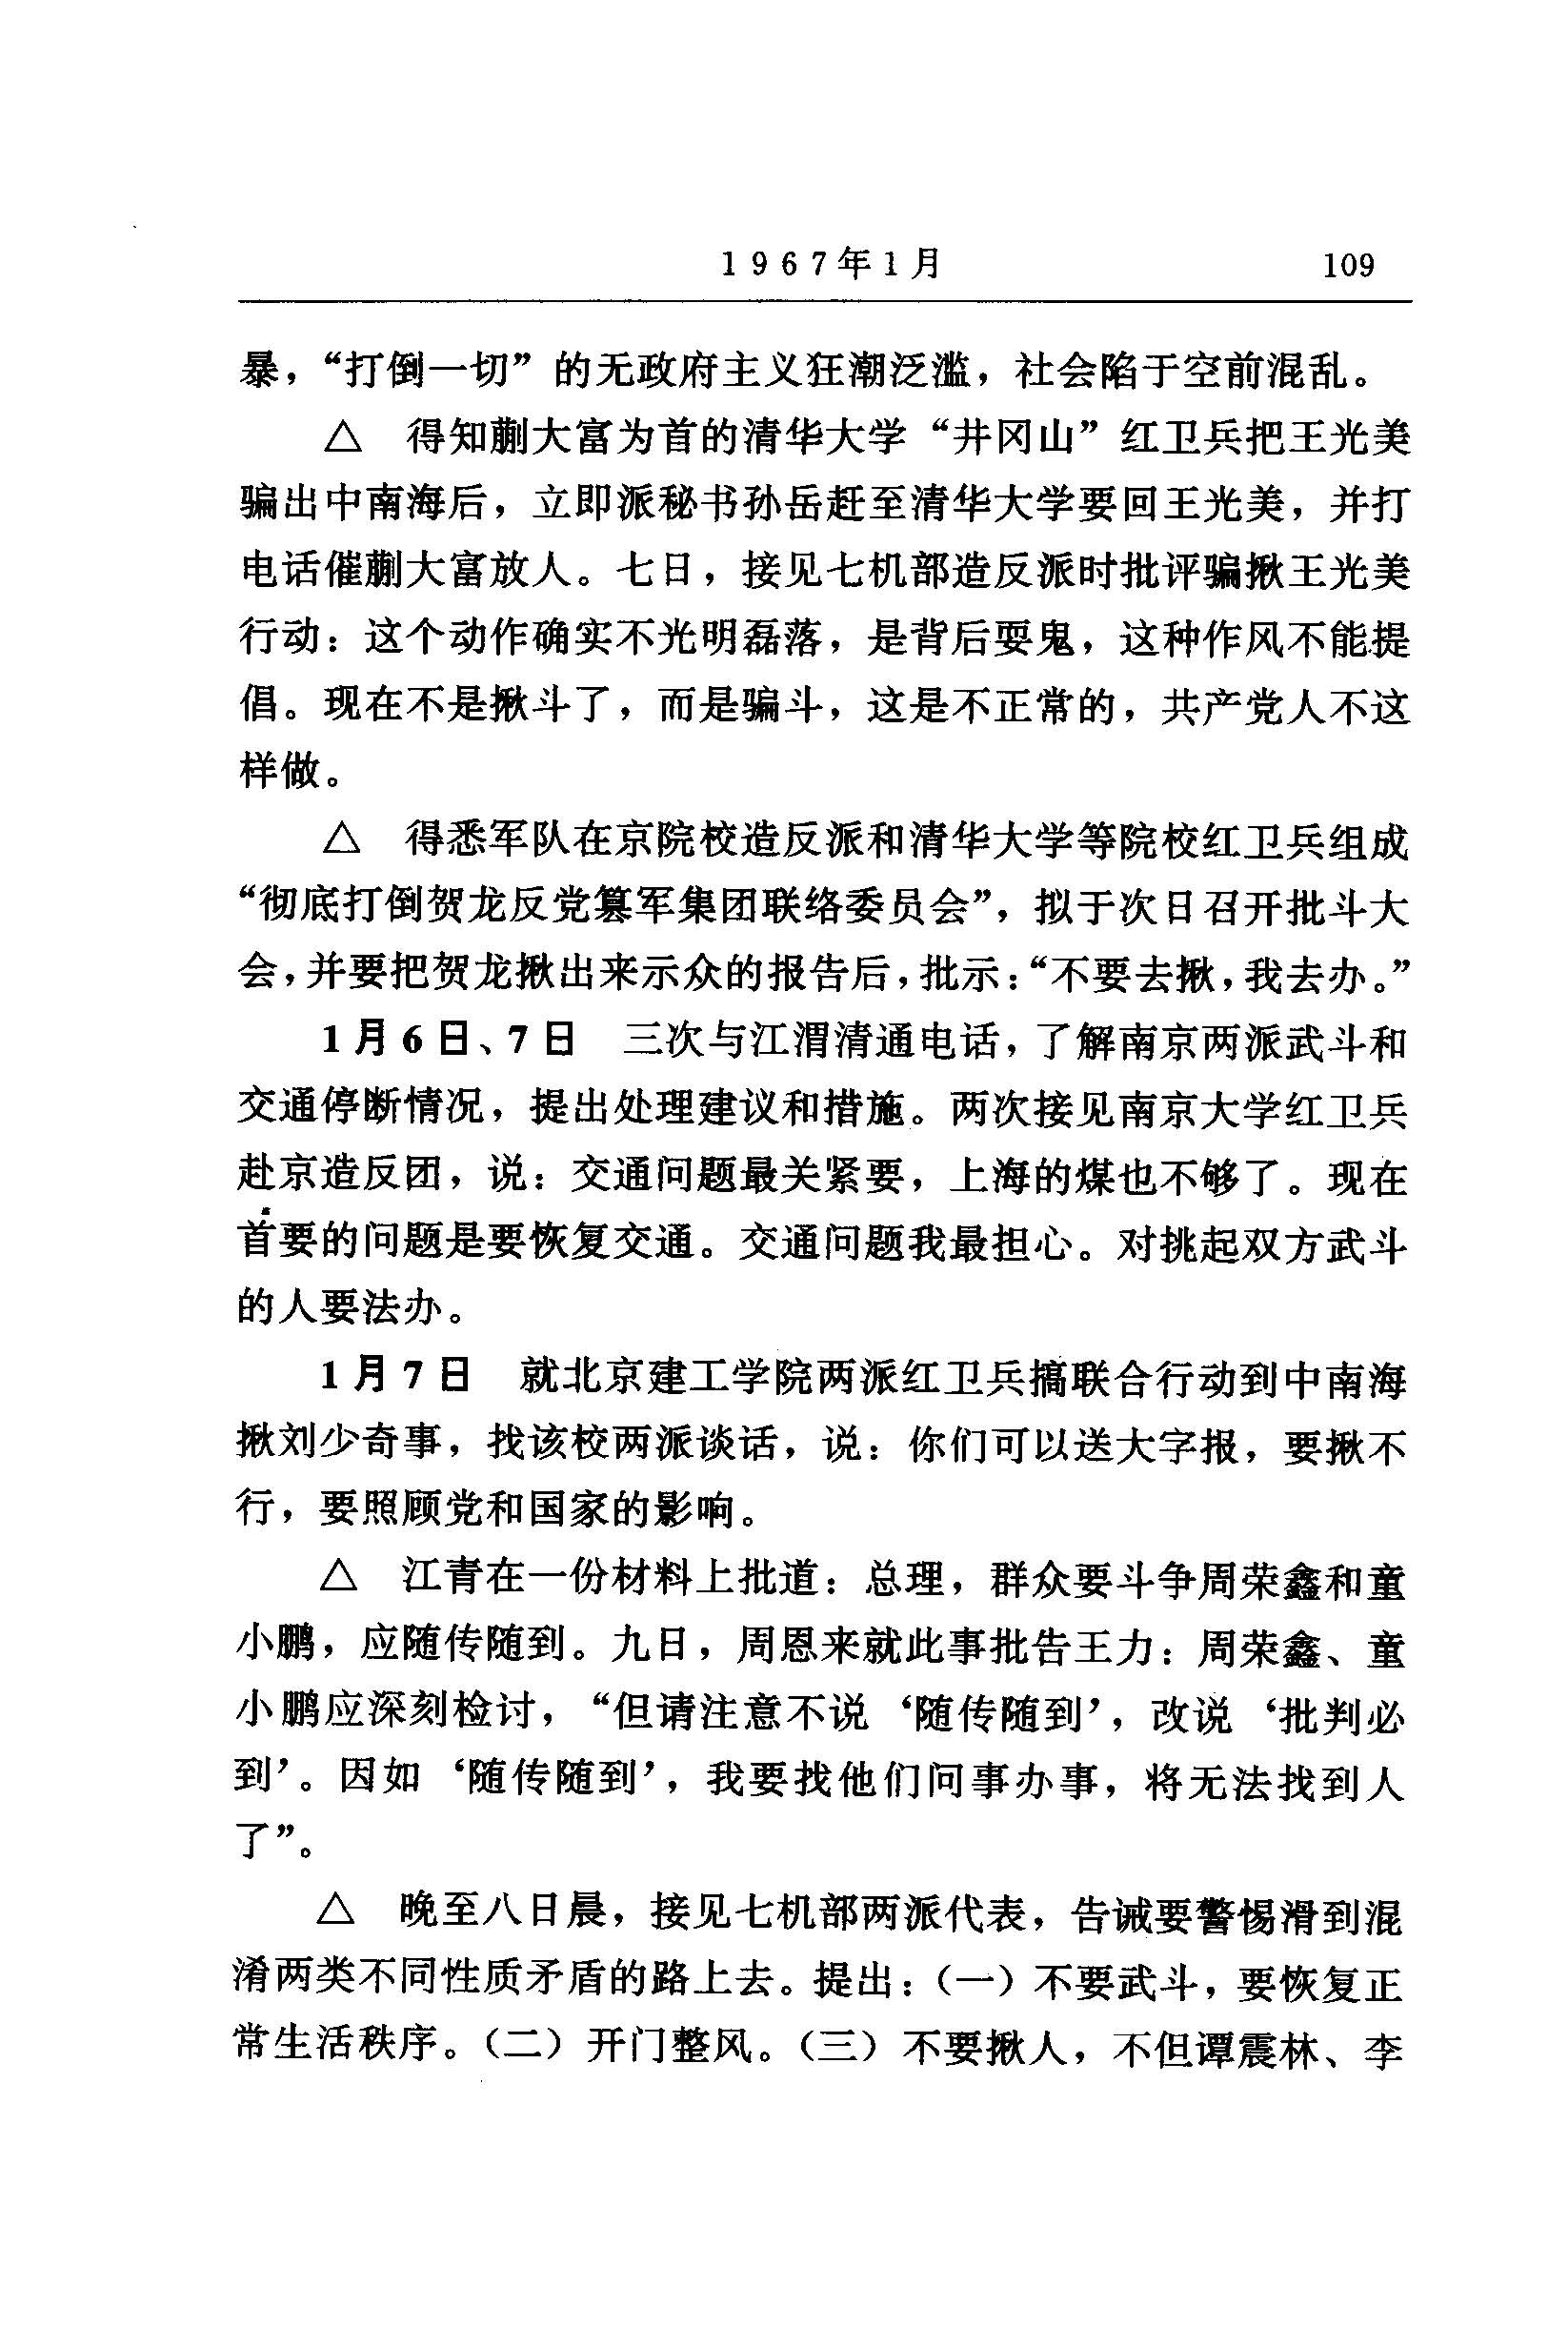 1967年1月 109
暴，“打倒一切”的无政府主义狂潮泛滥，社会陷于空前混乱。
△ 得知蒯大富为首的清华大学“井冈山”红卫兵把王光美
骗出中南海后，立即派秘书孙岳赶至清华大学要回王光美，并打
电话催蒯大富放人。七日，接见七机部造反派时批评骗揪王光美
行动：这个动作确实不光明磊落，是背后耍鬼，这种作风不能提
倡。现在不是揪斗了，而是骗斗，这是不正常的，共产党人不这
样做。
△ 得悉军队在京院校造反派和清华大学等院校红卫兵组成
“彻底打倒贺龙反党篡军集团联络委员会”，拟于次日召开批斗大
会，并要把贺龙揪出来示众的报告后，批示：“不要去揪，我去办。”
1月6日、7日 三次与江渭清通电话，了解南京两派武斗和
交通停断情况，提出处理建议和措施。两次接见南京大学红卫兵
赴京造反团，说：交通问题最关紧要，上海的煤也不够了。现在
首要的问题是要恢复交通。交通问题我最担心。对挑起双方武斗
的人要法办。
1月7日 就北京建工学院两派红卫兵搞联合行动到中南海
揪刘少奇事，找该校两派谈话，说：你们可以送大字报，要揪不
行，要照顾党和国家的影响。
△ 江青在一份材料上批道：总理，群众要斗争周荣鑫和童
小鹏，应随传随到。九日，周恩来就此事批告王力：周荣鑫、童
小鹏应深刻检讨，“但请注意不说‘随传随到’，改说‘批判必
到’。因如‘随传随到’，我要找他们问事办事，将无法找到人
了”。
△ 晚至八日晨，接见七机部两派代表，告诫要警惕滑到混
淆两类不同性质矛盾的路上去。提出：（一）不要武斗，要恢复正
常生活秩序。（二）开门整风。（三）不要揪人，不但谭震林、李